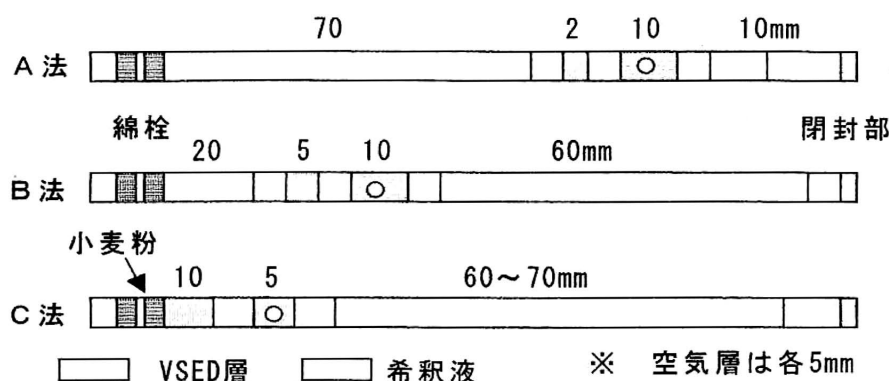 70 2 10 10mm
A法
綿栓 閉封部
20 5 10 60mm
B法
小麦粉
10 5 60～70mm
C法
VSED層 希釈液 ※ 空気層は各5mm